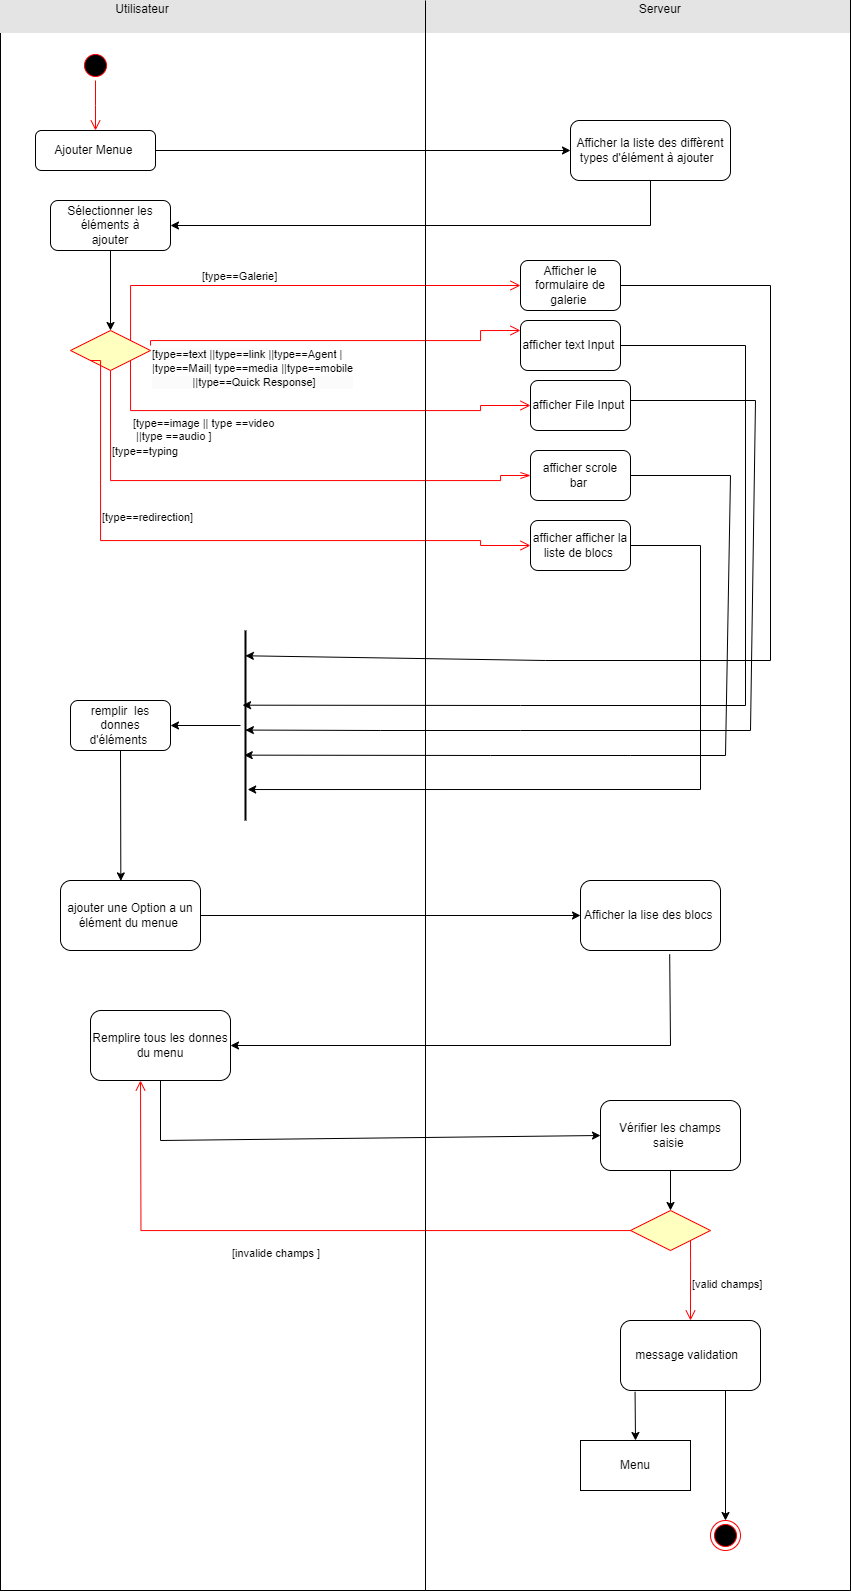 Utilisateur
Serveur
Ajouter Menue
Afficher la liste des diffèrent
types d'élément à ajouter
Sélectionner les
éléments à
ajouter
[type==Galerie]
Afficher le
formulaire de
galerie
[type==text ||type==link ||type==Agent |
|type==Mail| type==media ||type==mobile
||type==Quick Response]
afficher text Input
[type==image || type ==video
||type ==audio ]
afficher File Input
[type==typing
afficher scrole
bar
[type==redirection]
afficher afficher la
liste de blocs
remplir les
donnes
d'éléments
ajouter une Option a un
élément du menue
Afficher la lise des blocs
Remplire tous les donnes
du menu
Vérifier les champs
saisie
[invalide champs ]
[valid champs]
message validation
Menu